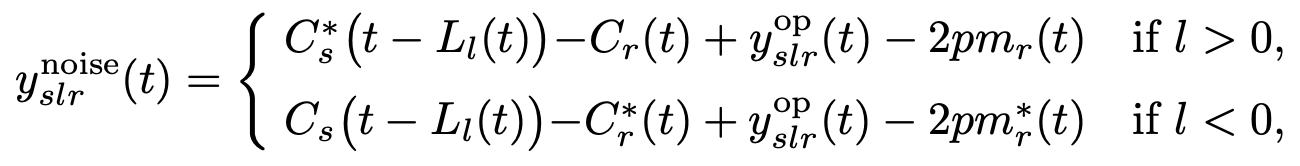 y_{slr}^{noise}(t) = { C_s^*(t − L_l(t))−C_r(t) + y_{slr}^{op}(t) − 2pm_r(t) if l > 0,
C_s(t − L_l(t))−C_r^*(t) + y_{slr}^{op}(t) − 2pm_r^*(t) if l < 0,